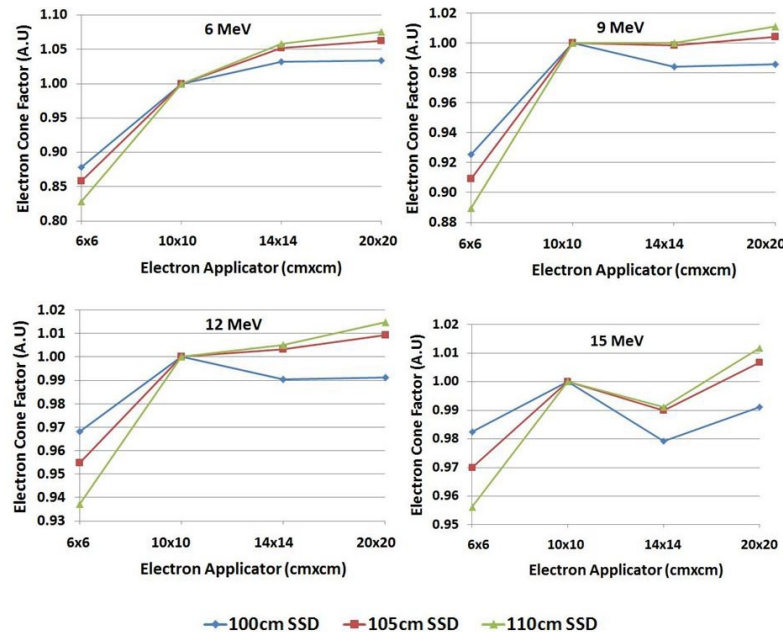 6 MeV
Electron Cone Factor (A.U)
1.10
1.05
1.00
0.95
0.90
0.85
0.80
6x6 10x10 14x14 20x20
Electron Applicator (cmxcm)
9 MeV
Electron Cone Factor (A.U)
1.02
1.00
0.98
0.96
0.94
0.92
0.90
0.88
6x6 10x10 14x14 20x20
Electron Applicator (cmxcm)
12 MeV
Electron Cone Factor (A.U)
1.02
1.01
1.00
0.99
0.98
0.97
0.96
0.95
0.94
0.93
6x6 10x10 14x14 20x20
Electron Applicator (cmxcm)
15 MeV
Electron Cone Factor (A.U)
1.02
1.01
1.00
0.99
0.98
0.97
0.96
0.95
6x6 10x10 14x14 20x20
Electron Applicator (cmxcm)
100cm SSD 105cm SSD 110cm SSD